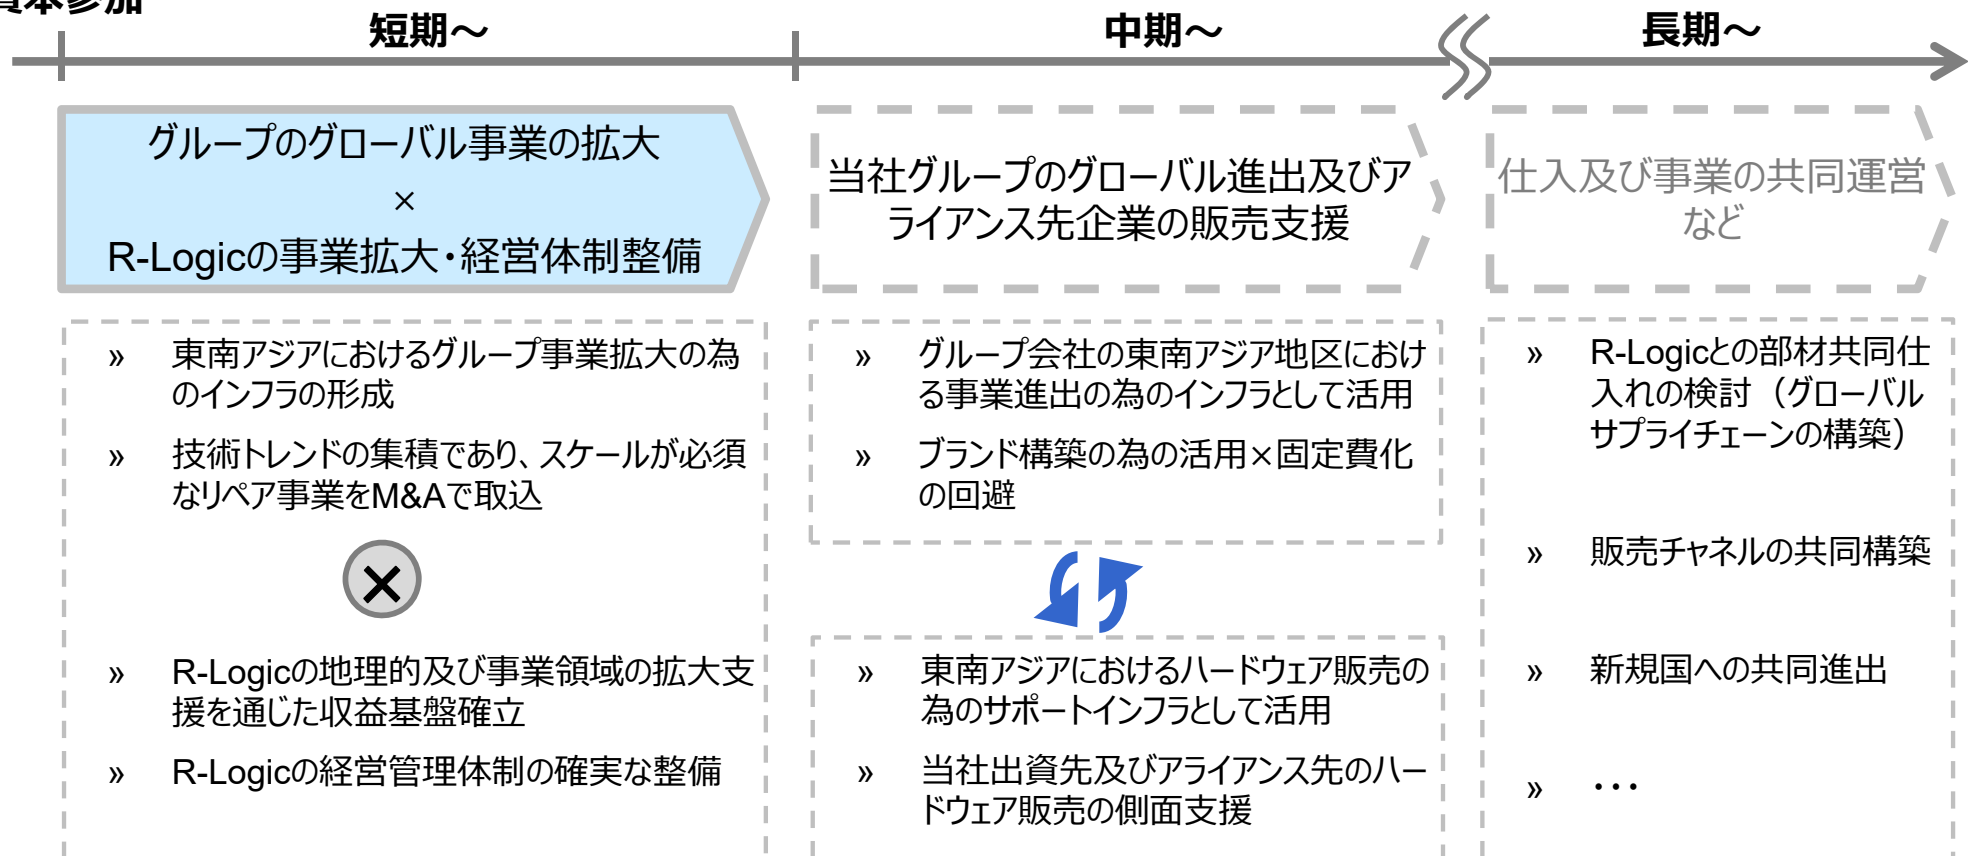 資本参加
短期～
中期～
長期～
グループのグローバル事業の拡大
×
R-Logicの事業拡大・経営体制整備
当社グループのグローバル進出及びア
ライアンス先企業の販売支援
仕入及び事業の共同運営
など
» 東南アジアにおけるグループ事業拡大の為
のインフラの形成
» 技術トレンドの集積であり、スケールが必須
なリペア事業をM&Aで取込
×
» R-Logicの地理的及び事業領域の拡大支
援を通じた収益基盤確立
» R-Logicの経営管理体制の確実な整備
» グループ会社の東南アジア地区におけ
る事業進出の為のインフラとして活用
» ブランド構築の為の活用×固定費化
の回避
» 東南アジアにおけるハードウェア販売の
為のサポートインフラとして活用
» 当社出資先及びアライアンス先のハー
ドウェア販売の側面支援
» R-Logicとの部材共同仕
入れの検討（グローバル
サプライチェーンの構築）
» 販売チャネルの共同構築
» 新規国への共同進出
» ・・・